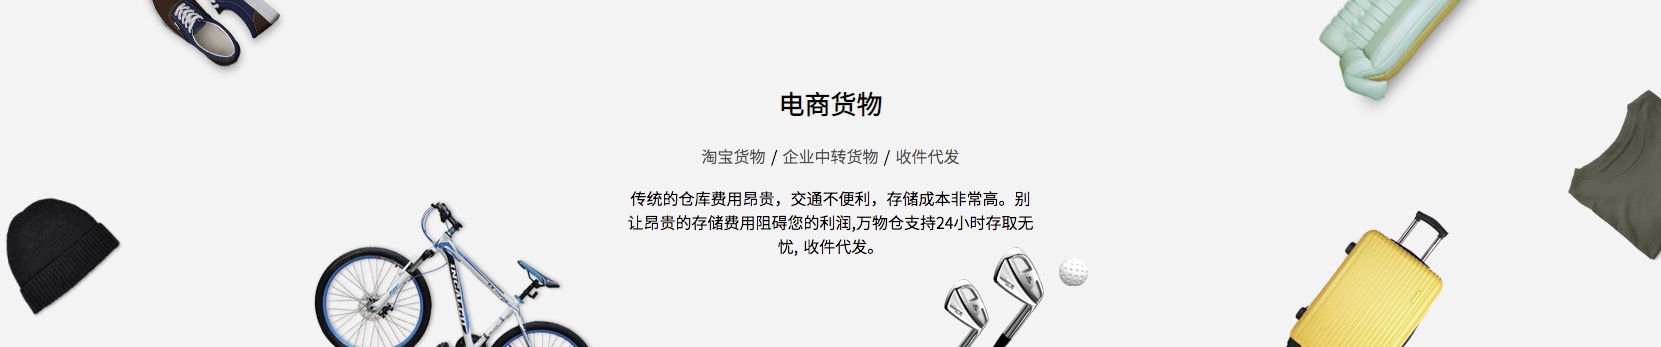 电商货物
淘宝货物 / 企业中转货物 / 收件代发
传统的仓库费用昂贵，交通不便利，存储成本非常高。别
让昂贵的存储费用阻碍您的利润,万物仓支持24小时存取无
忧, 收件代发。